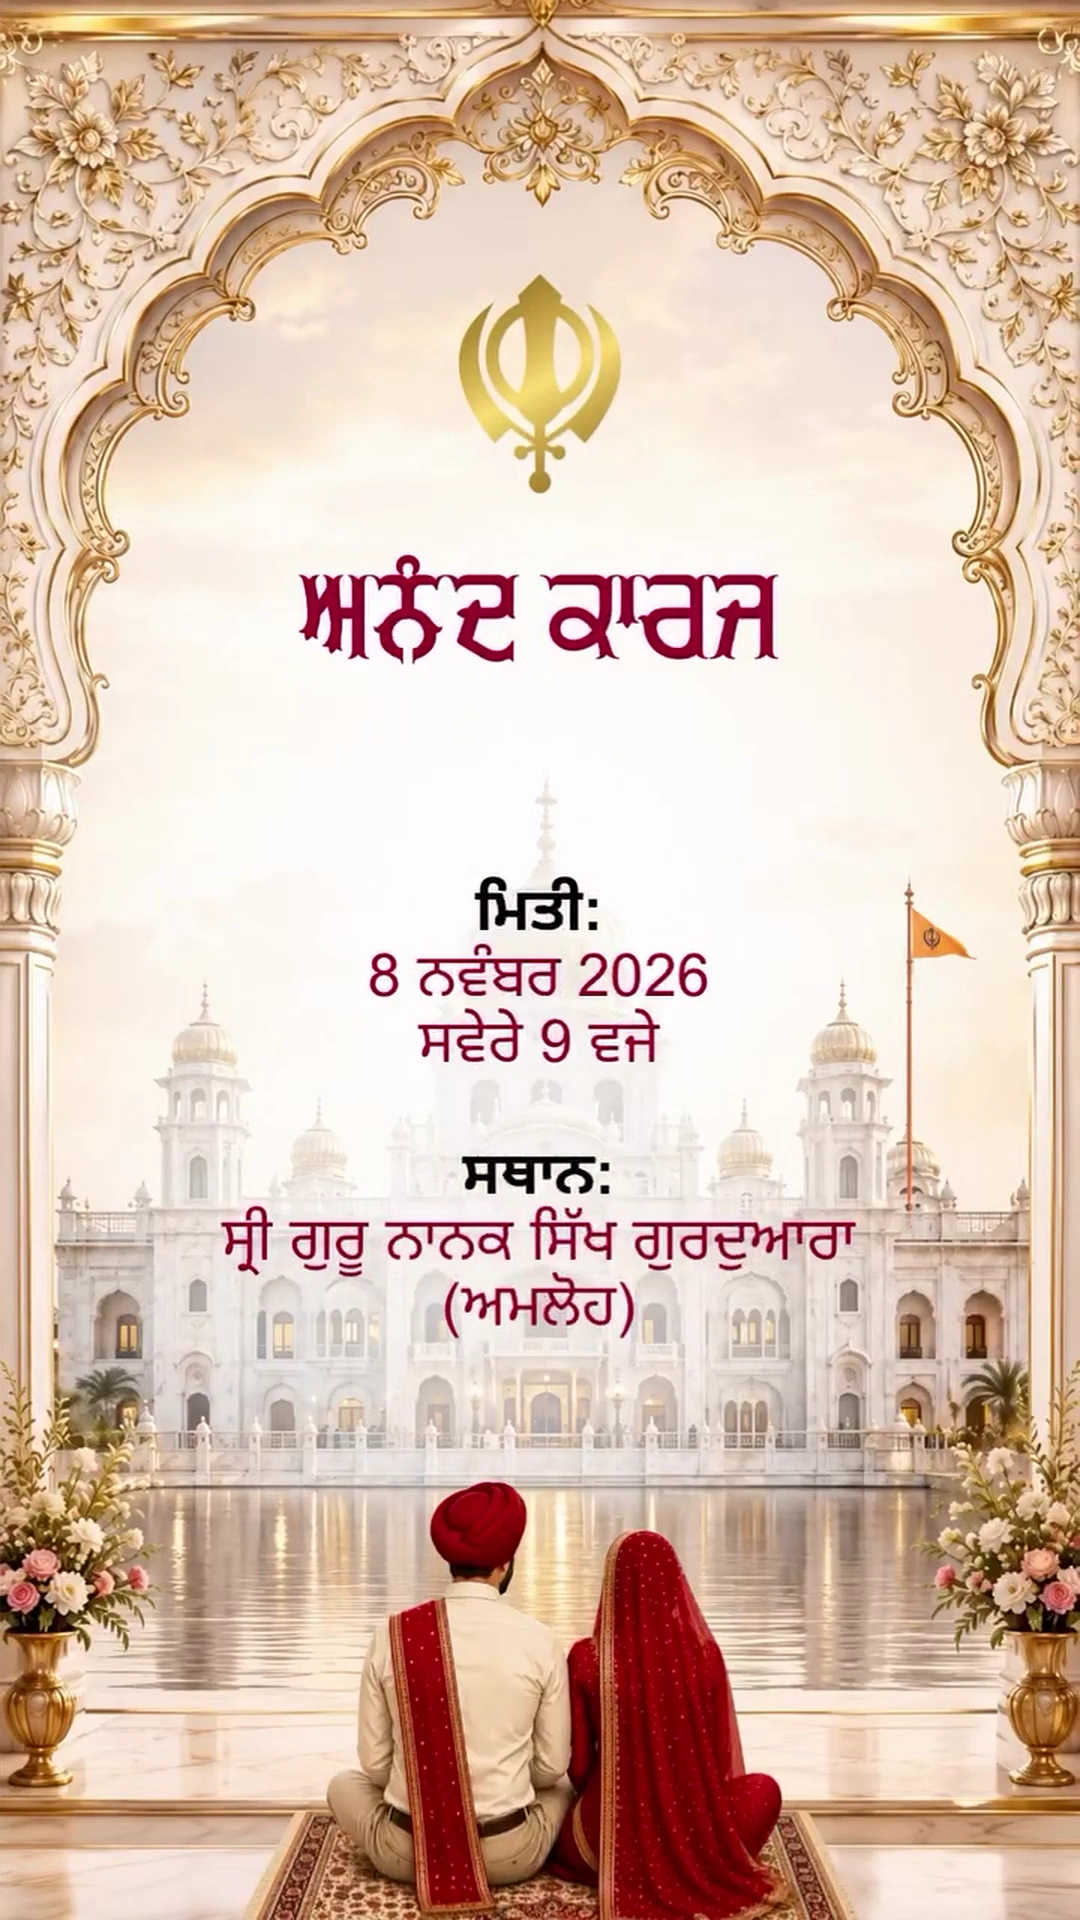 ਅਨੰਦ ਕਾਰਜ
ਮਿਤੀ:
8 ਨਵੰਬਰ 2026
ਸਵੇਰੇ 9 ਵਜੇ
ਸਥਾਨ:
ਸ੍ਰੀ ਗੁਰੂ ਨਾਨਕ ਸਿੱਖ ਗੁਰਦੁਆਰਾ
(ਅਮਲੋਹ)